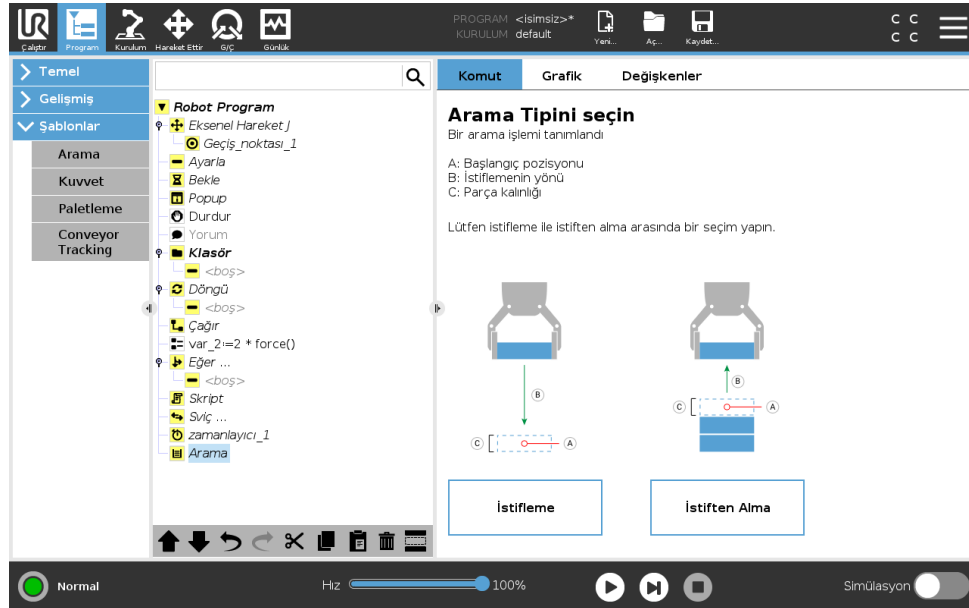 PROGRAM <isimsiz>*
KURULUM default
C C
C C
Çalıştır
Program
Kurulum
Hareket Ettir
G/Ç
Günlük
Yeni...
Aç...
Kaydet...
Temel
Gelişmiş
Şablonlar
Arama
Kuvvet
Paletleme
Conveyor
Tracking
Robot Program
Eksenel Hareket J
Geçiş_noktası_1
Ayarla
Bekle
Popup
Durdur
Yorum
Klasör
<boş>
Döngü
<boş>
Çağır
var_2≔2 * force()
Eğer ...
<boş>
Skript
Sviç ...
zamanlayıcı_1
Arama
Komut
Grafik
Değişkenler
Arama Tipini seçin
Bir arama işlemi tanımlandı
A: Başlangıç pozisyonu
B: İstiflemenin yönü
C: Parça kalınlığı
Lütfen istifleme ile istiften alma arasında bir seçim yapın.
B
C
A
B
C
A
İstifleme
İstiften Alma
Normal
Hız
100%
Simülasyon